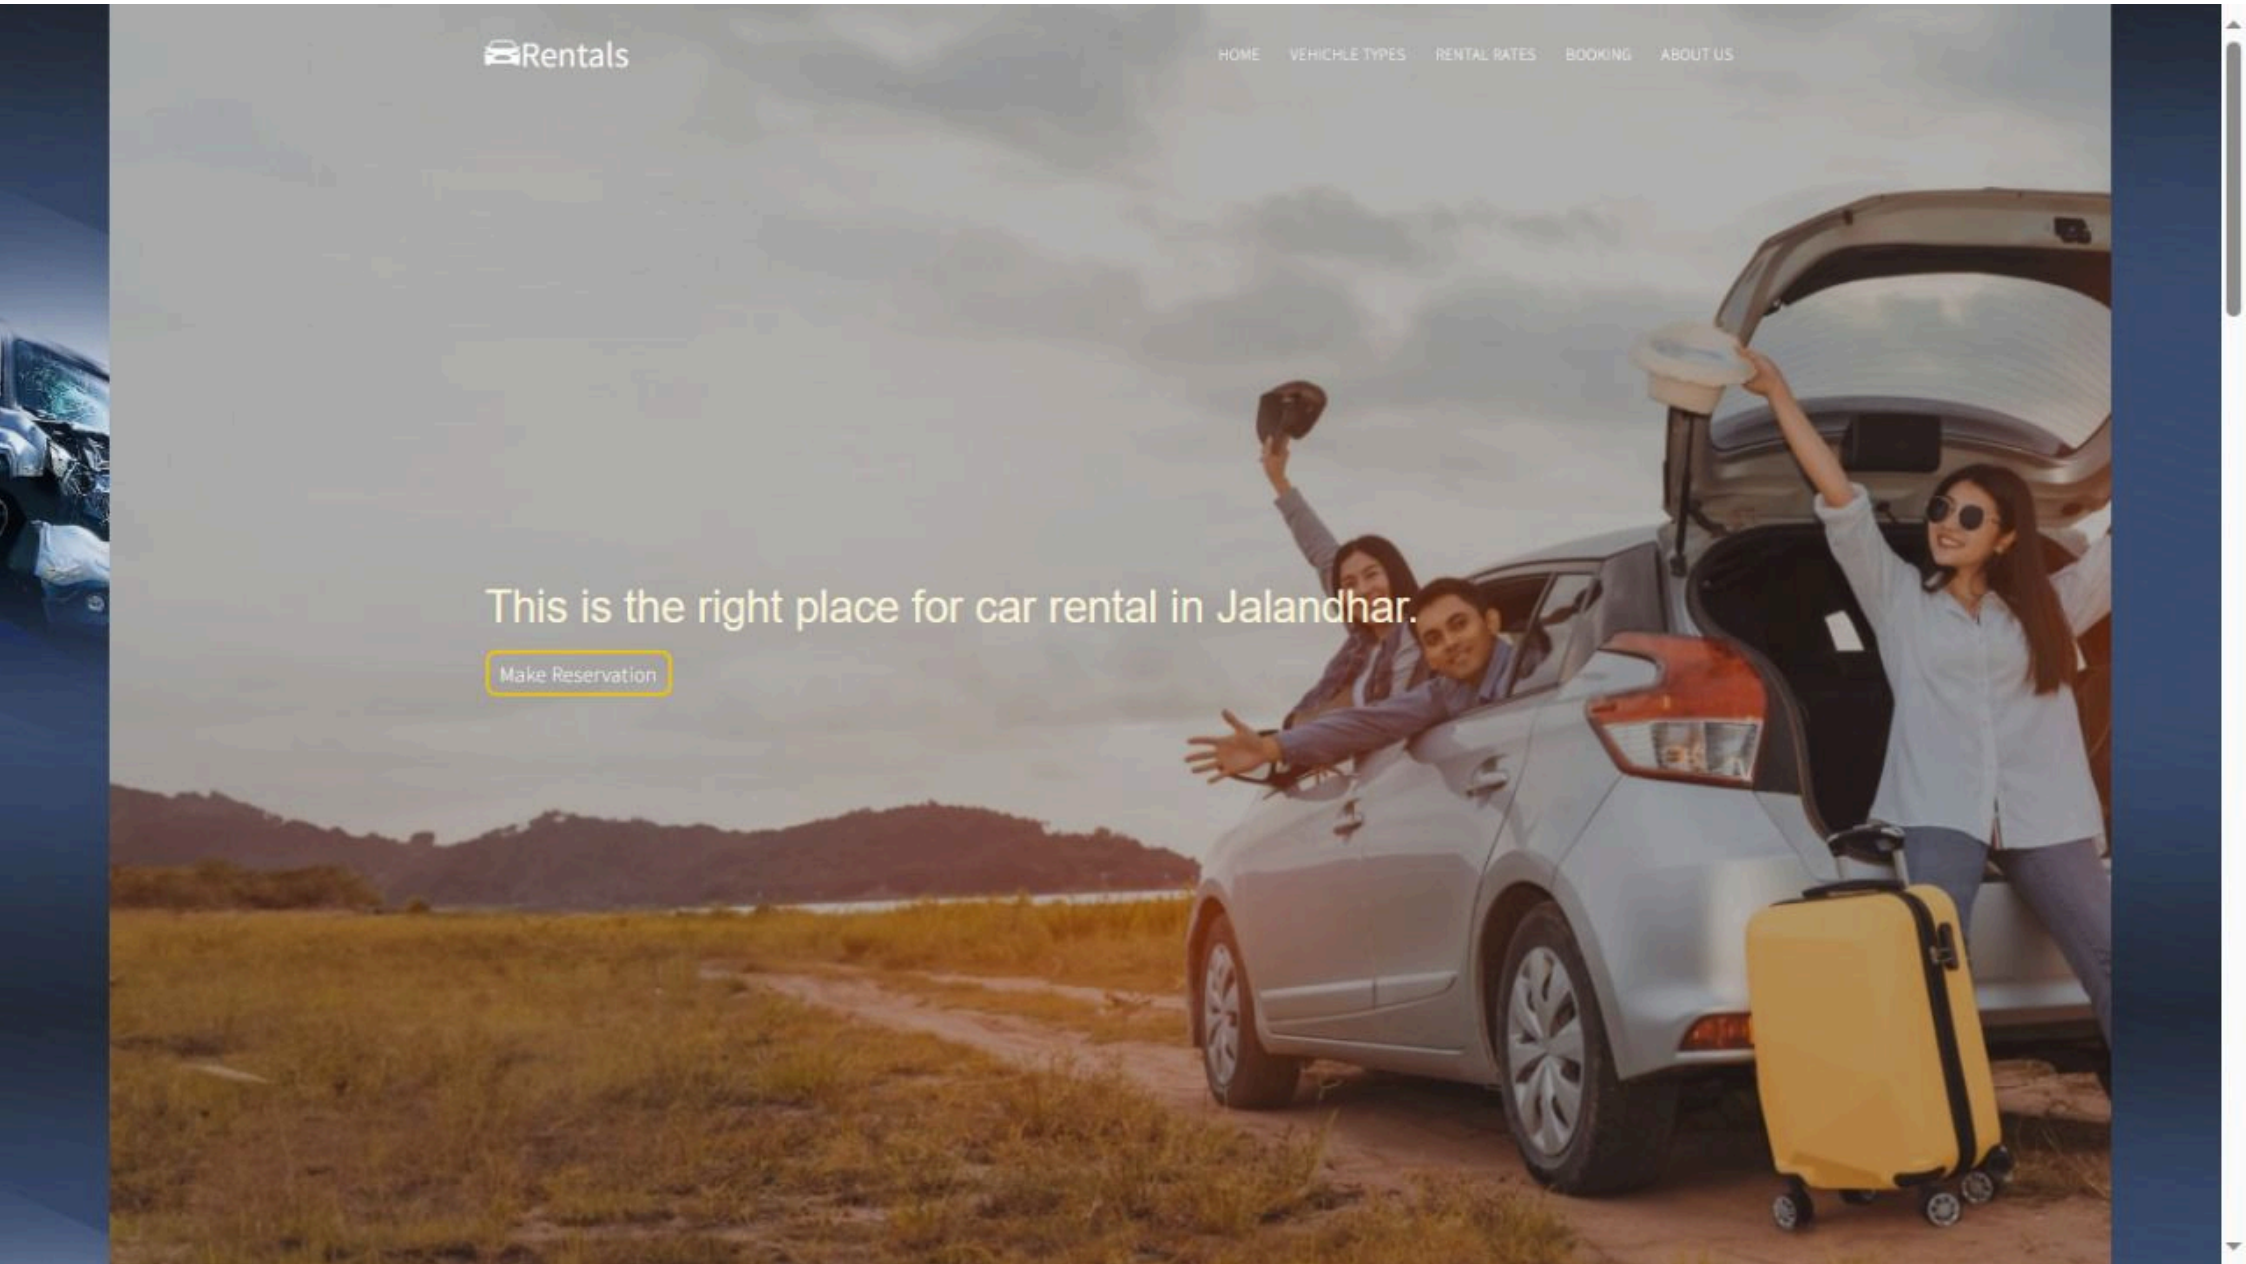 Rentals
HOME VEHICHLE TYPES RENTAL RATES BOOKING ABOUT US
This is the right place for car rental in Jalandhar.
Make Reservation